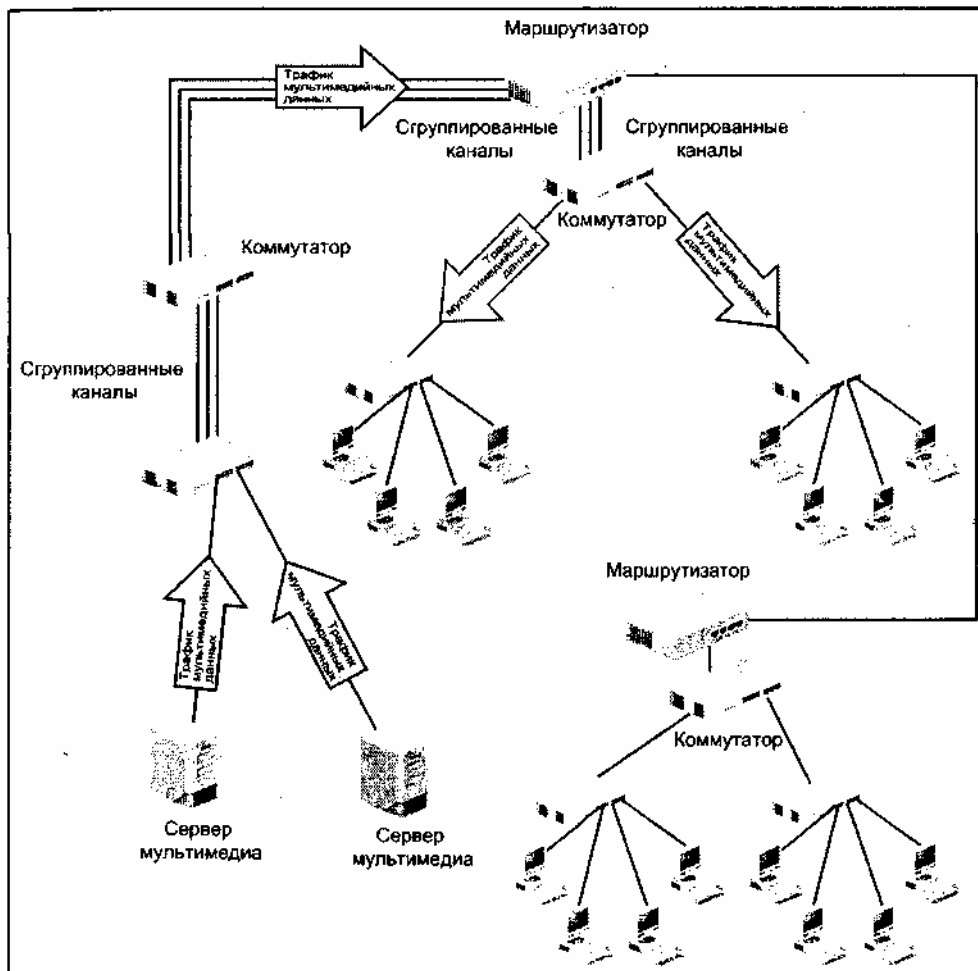 Маршрутизатор
Трафик
мультимедийных
данных
Сгруппированные
каналы
Сгруппированные
каналы
Коммутатор
Трафик
мультимедийных
данных
Трафик
мультимедийных
данных
Коммутатор
Сгруппированные
каналы
Трафик
мультимедийных
данных
Трафик
мультимедийных
данных
Маршрутизатор
Коммутатор
Сервер
мультимедиа
Сервер
мультимедиа